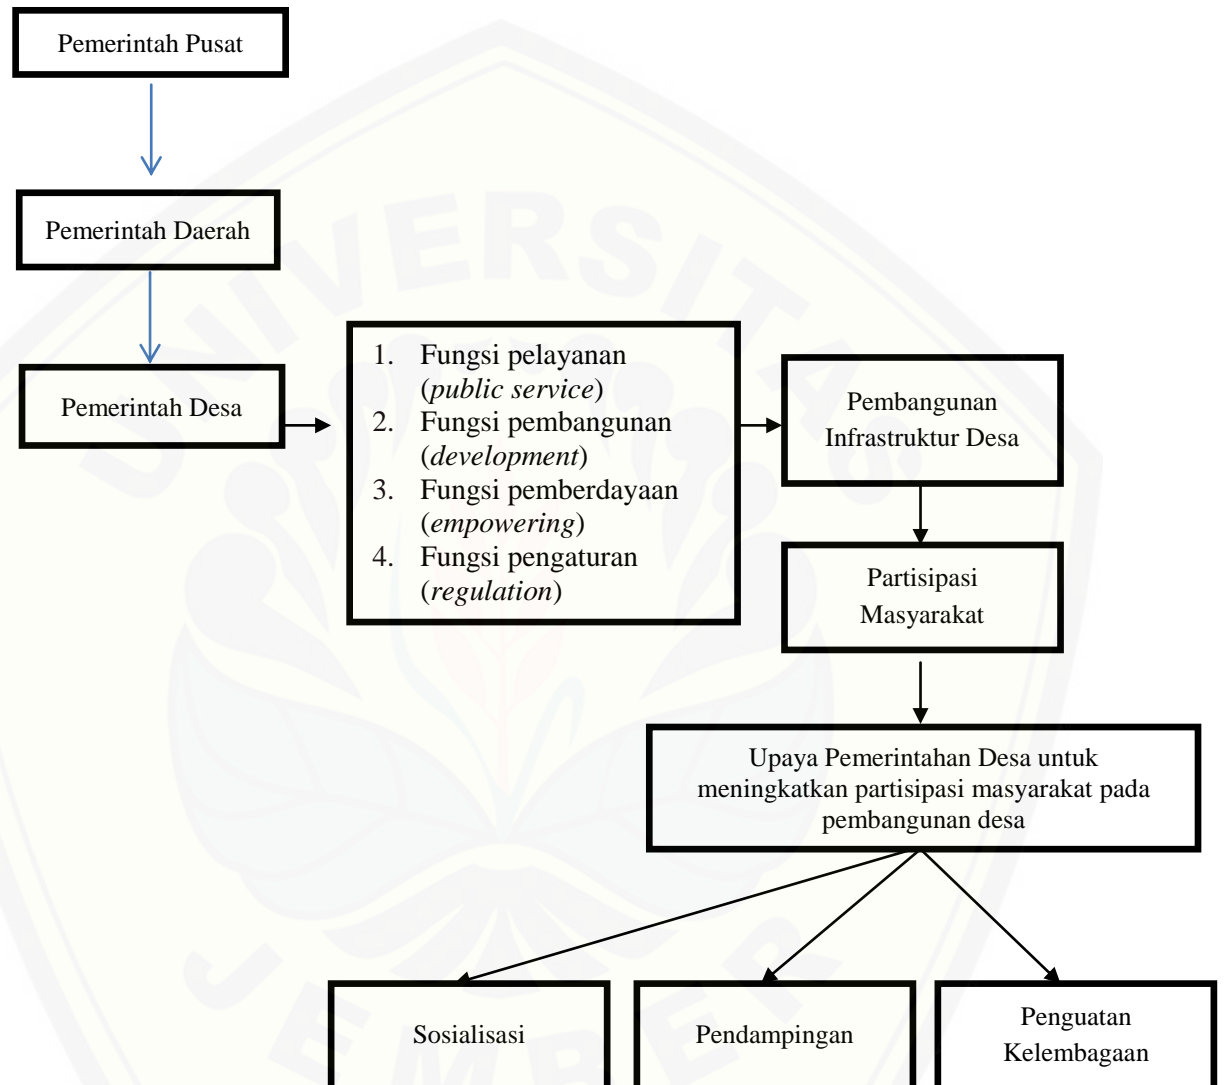 Pemerintah Pusat
Pemerintah Daerah
Pemerintah Desa
1. Fungsi pelayanan
(public service)
2. Fungsi pembangunan
(development)
3. Fungsi pemberdayaan
(empowering)
4. Fungsi pengaturan
(regulation)
Pembangunan
Infrastruktur Desa
Partisipasi
Masyarakat
Upaya Pemerintahan Desa untuk
meningkatkan partisipasi masyarakat pada
pembangunan desa
Sosialisasi
Pendampingan
Penguatan
Kelembagaan
UNIVERSITAS
JEMBER